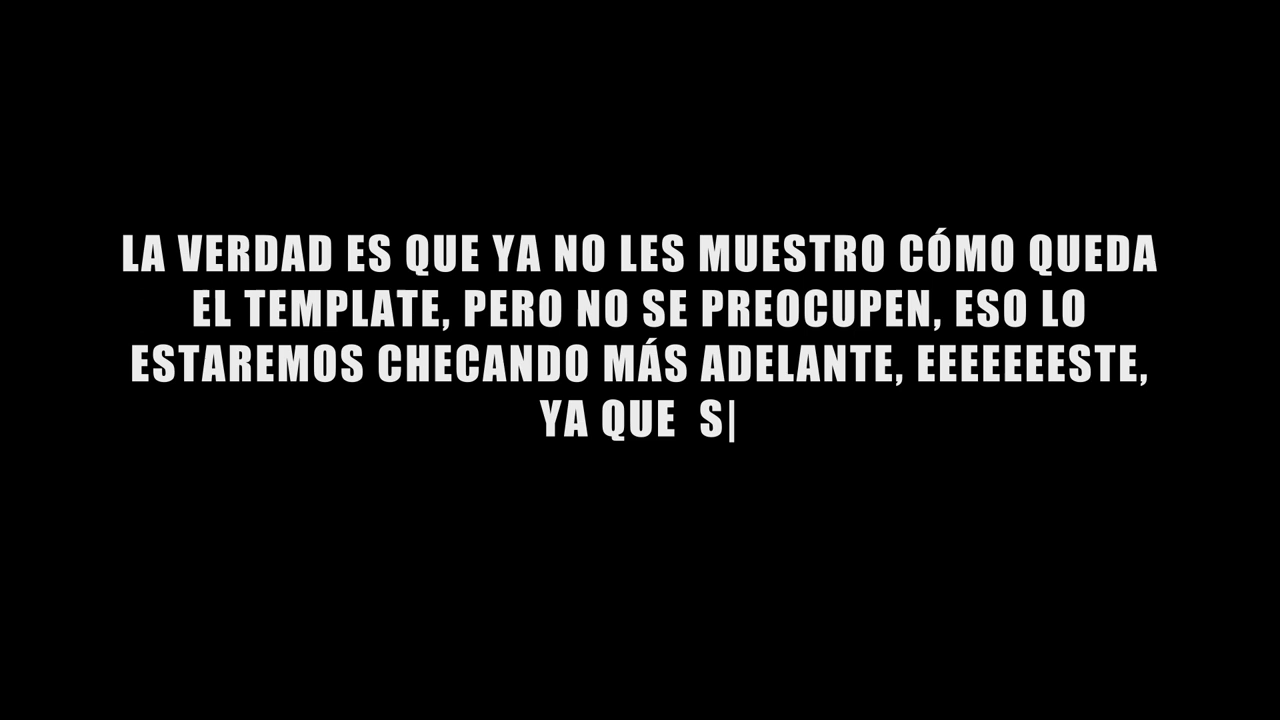 LA VERDAD ES QUE YA NO LES MUESTRO CÓMO QUEDA
EL TEMPLATE, PERO NO SE PREOCUPEN, ESO LO
ESTAREMOS CHECANDO MÁS ADELANTE, EEEEEEESTE,
YA QUE  S|